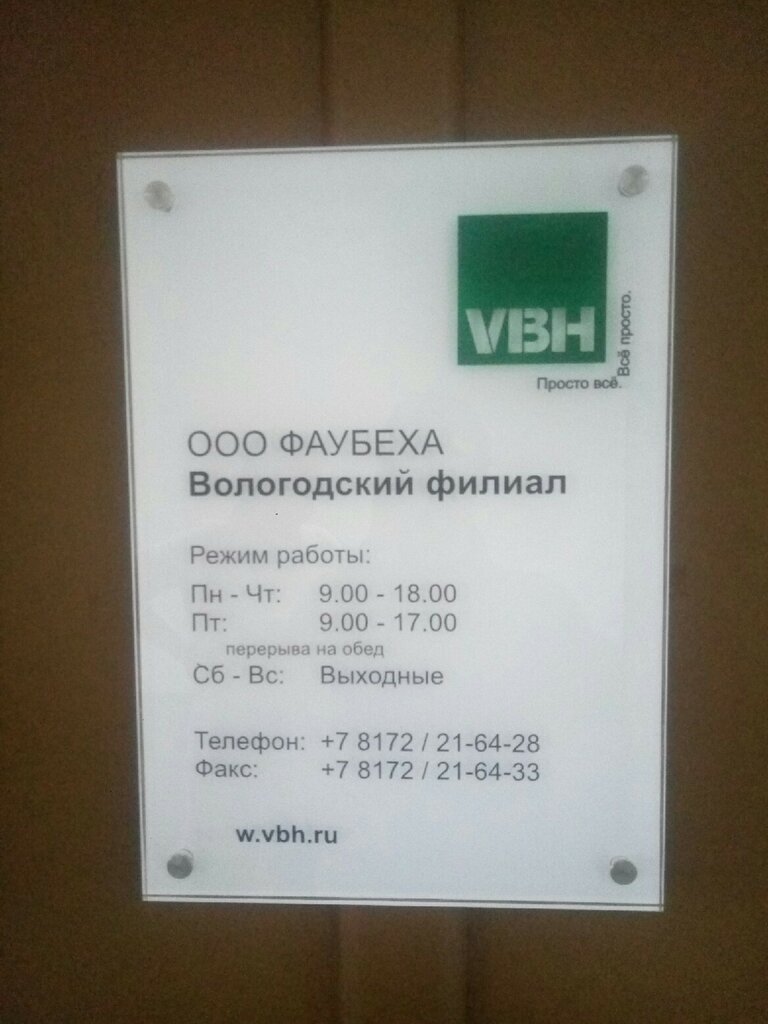 VBH
Всё просто.
Просто всё.
ООО ФАУБЕХА
Вологодский филиал
Режим работы:
Пн - Чт: 9.00 - 18.00
Пт: 9.00 - 17.00
перерыва на обед
Сб - Вс: Выходные
Телефон: +7 8172 / 21-64-28
Факс: +7 8172 / 21-64-33
w.vbh.ru